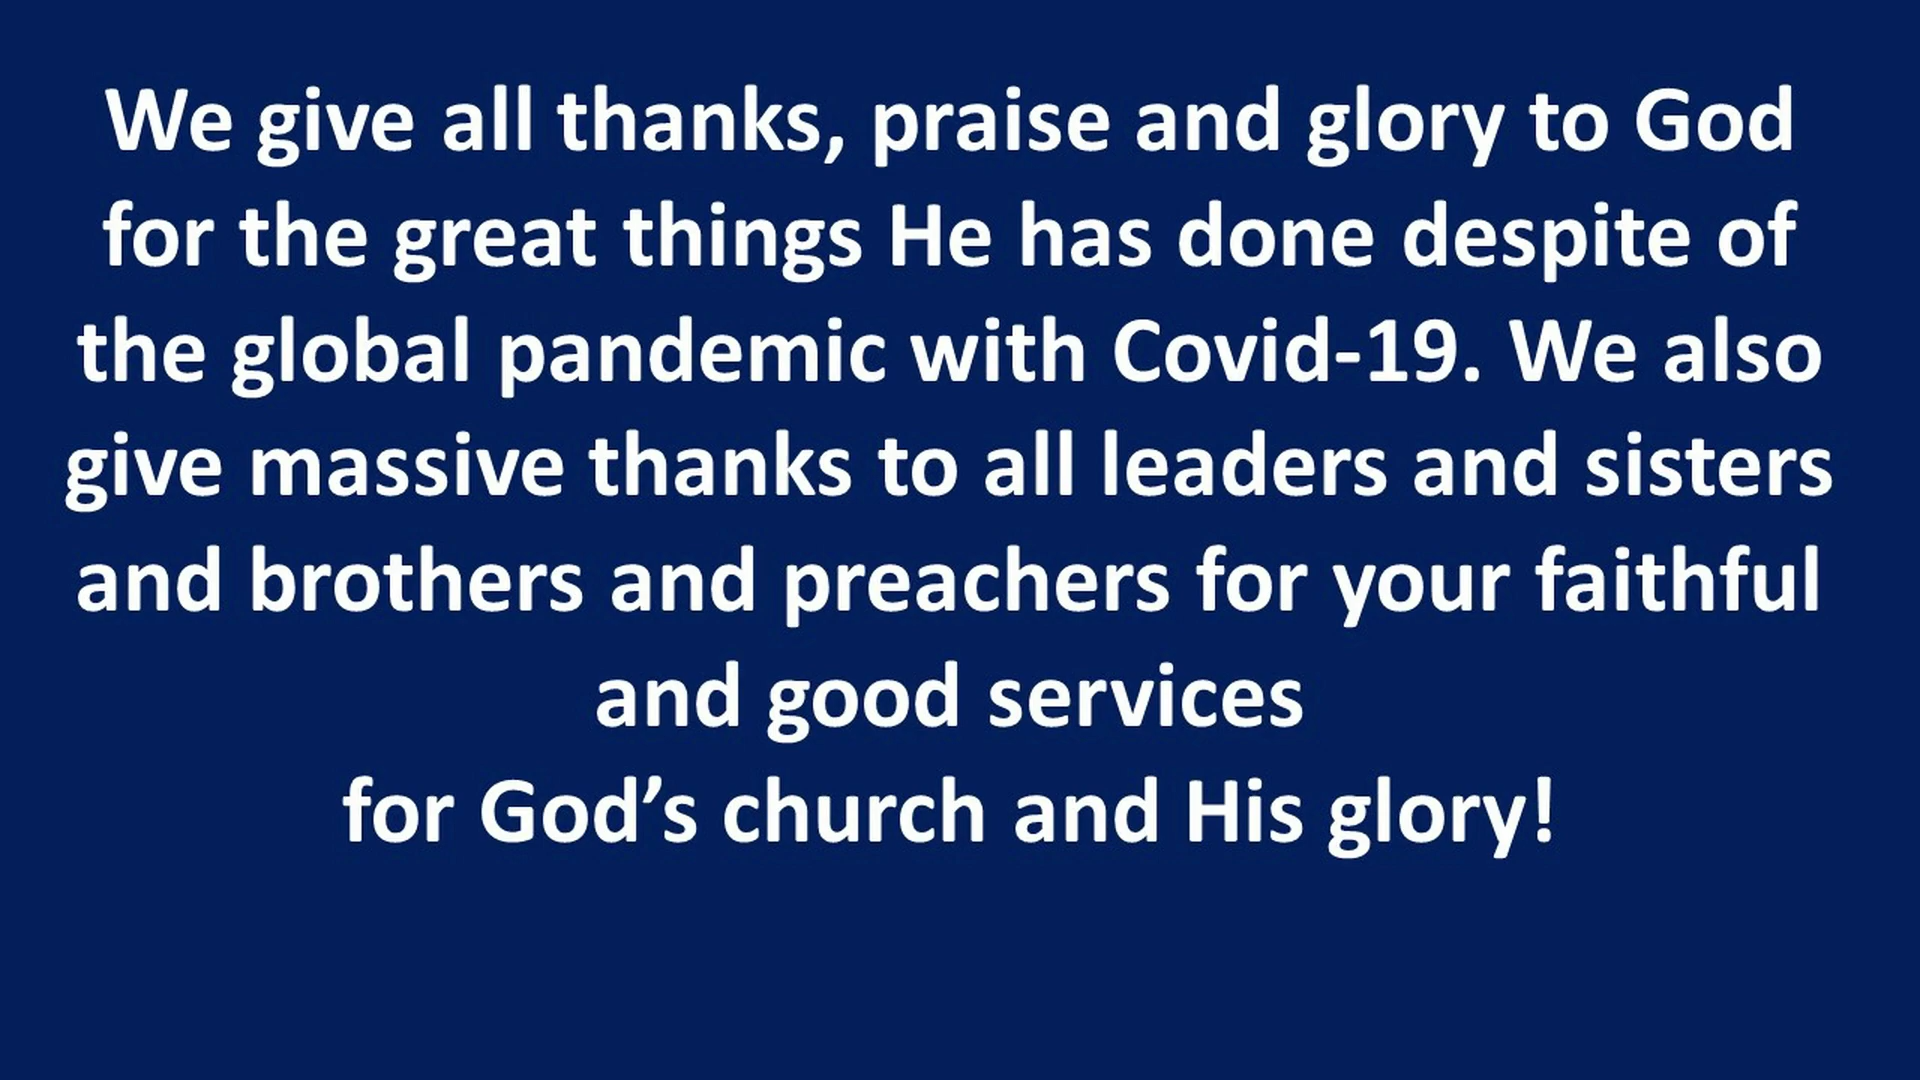 We give all thanks, praise and glory to God
for the great things He has done despite of
the global pandemic with Covid-19. We also
give massive thanks to all leaders and sisters
and brothers and preachers for your faithful
and good services
for God’s church and His glory!